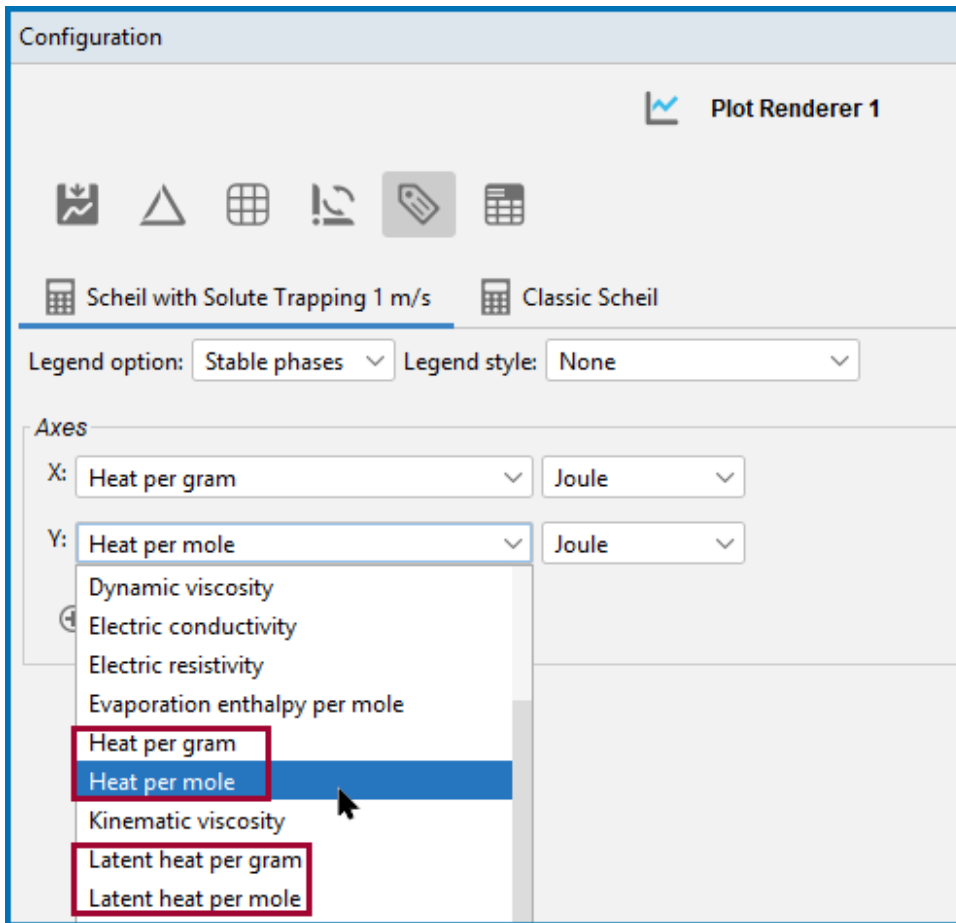 Configuration
Plot Renderer 1
Scheil with Solute Trapping 1 m/s Classic Scheil
Legend option: Stable phases Legend style: None
Axes
X: Heat per gram Joule
Y: Heat per mole Joule
Dynamic viscosity
Electric conductivity
Electric resistivity
Evaporation enthalpy per mole
Heat per gram
Heat per mole
Kinematic viscosity
Latent heat per gram
Latent heat per mole